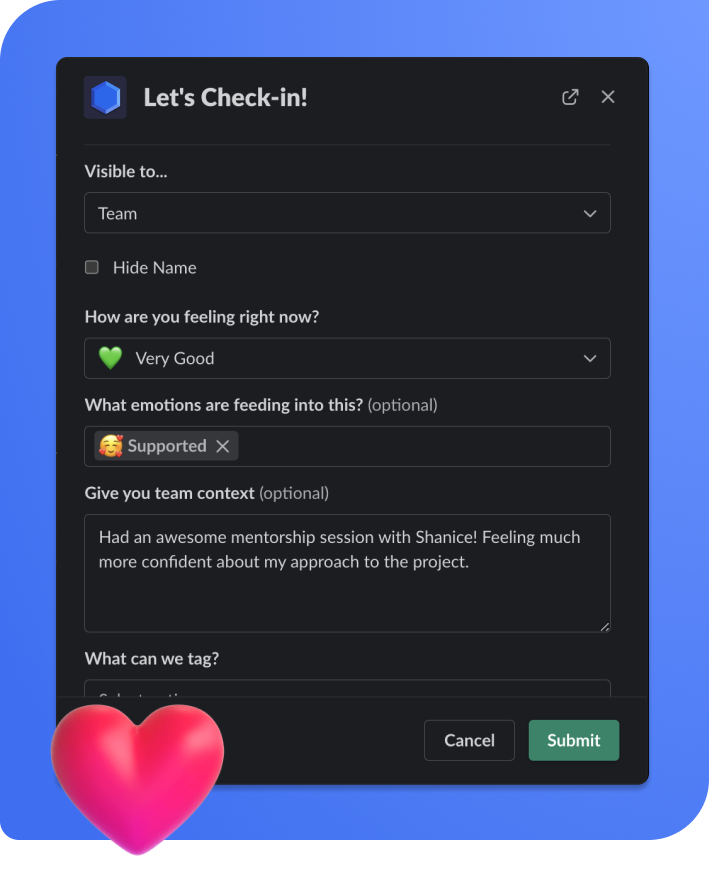 Let's Check-in!
Visible to...
Team
Hide Name
How are you feeling right now?
Very Good
What emotions are feeding into this? (optional)
Supported
Give you team context (optional)
Had an awesome mentorship session with Shanice! Feeling much
more confident about my approach to the project.
What can we tag?
Cancel
Submit